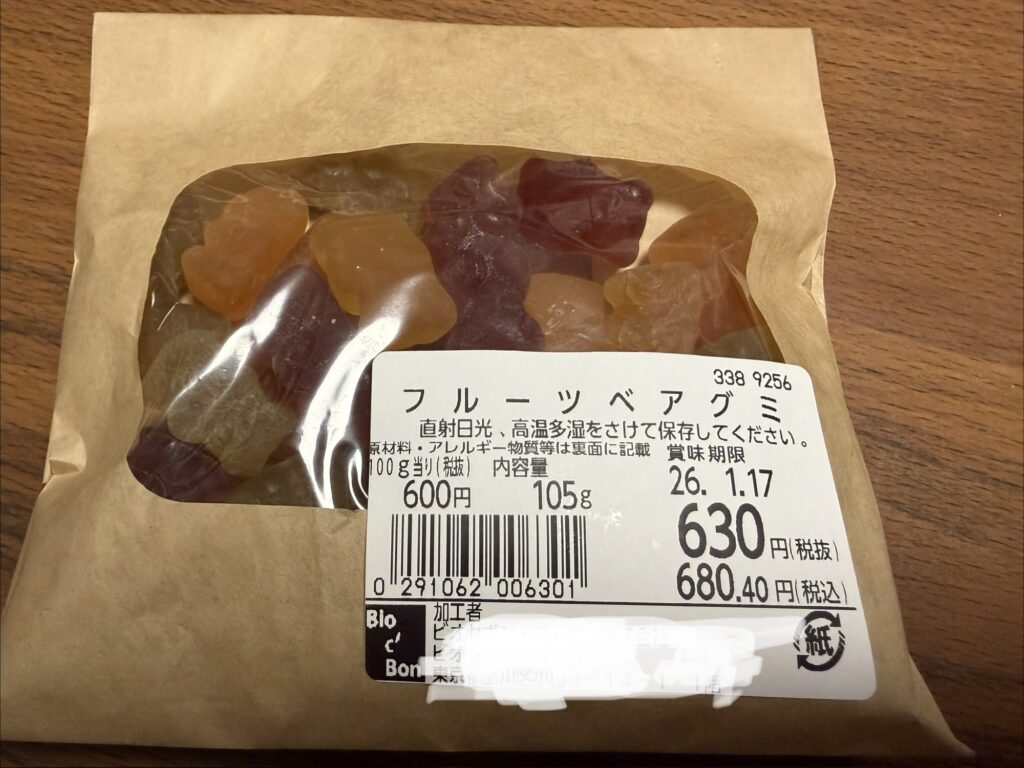 338 9256
フルーツベアグミ
直射日光、高温多湿をさけて保存してください。
原材料・アレルギー物質等は裏面に記載 賞味期限
100g当り(税抜) 内容量 26. 1.17
600円 105g
630円(税抜)
0 291062 006301
680.40円(税込)
Bio c' Bon
加工者
紙
東京